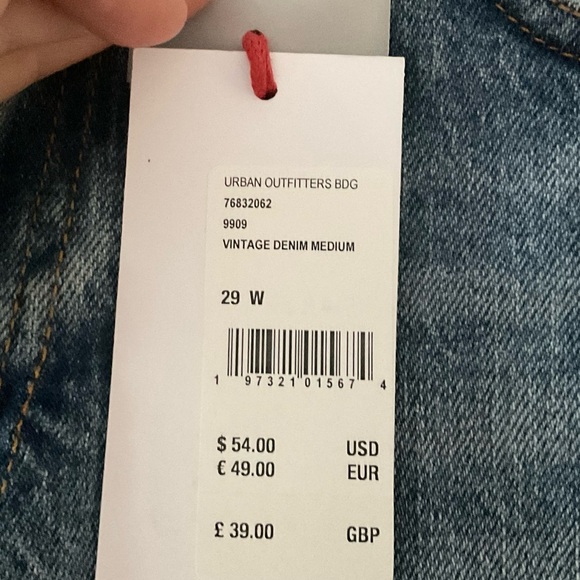 URBAN OUTFITTERS BDG
76832062
9909
VINTAGE DENIM MEDIUM
29 W
1 97321 01567 4
$ 54.00 USD
€ 49.00 EUR
£ 39.00 GBP